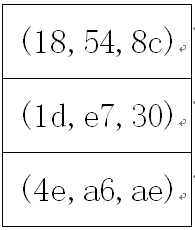 (18, 54, 8c)
(1d, e7, 30)
(4e, a6, ae)